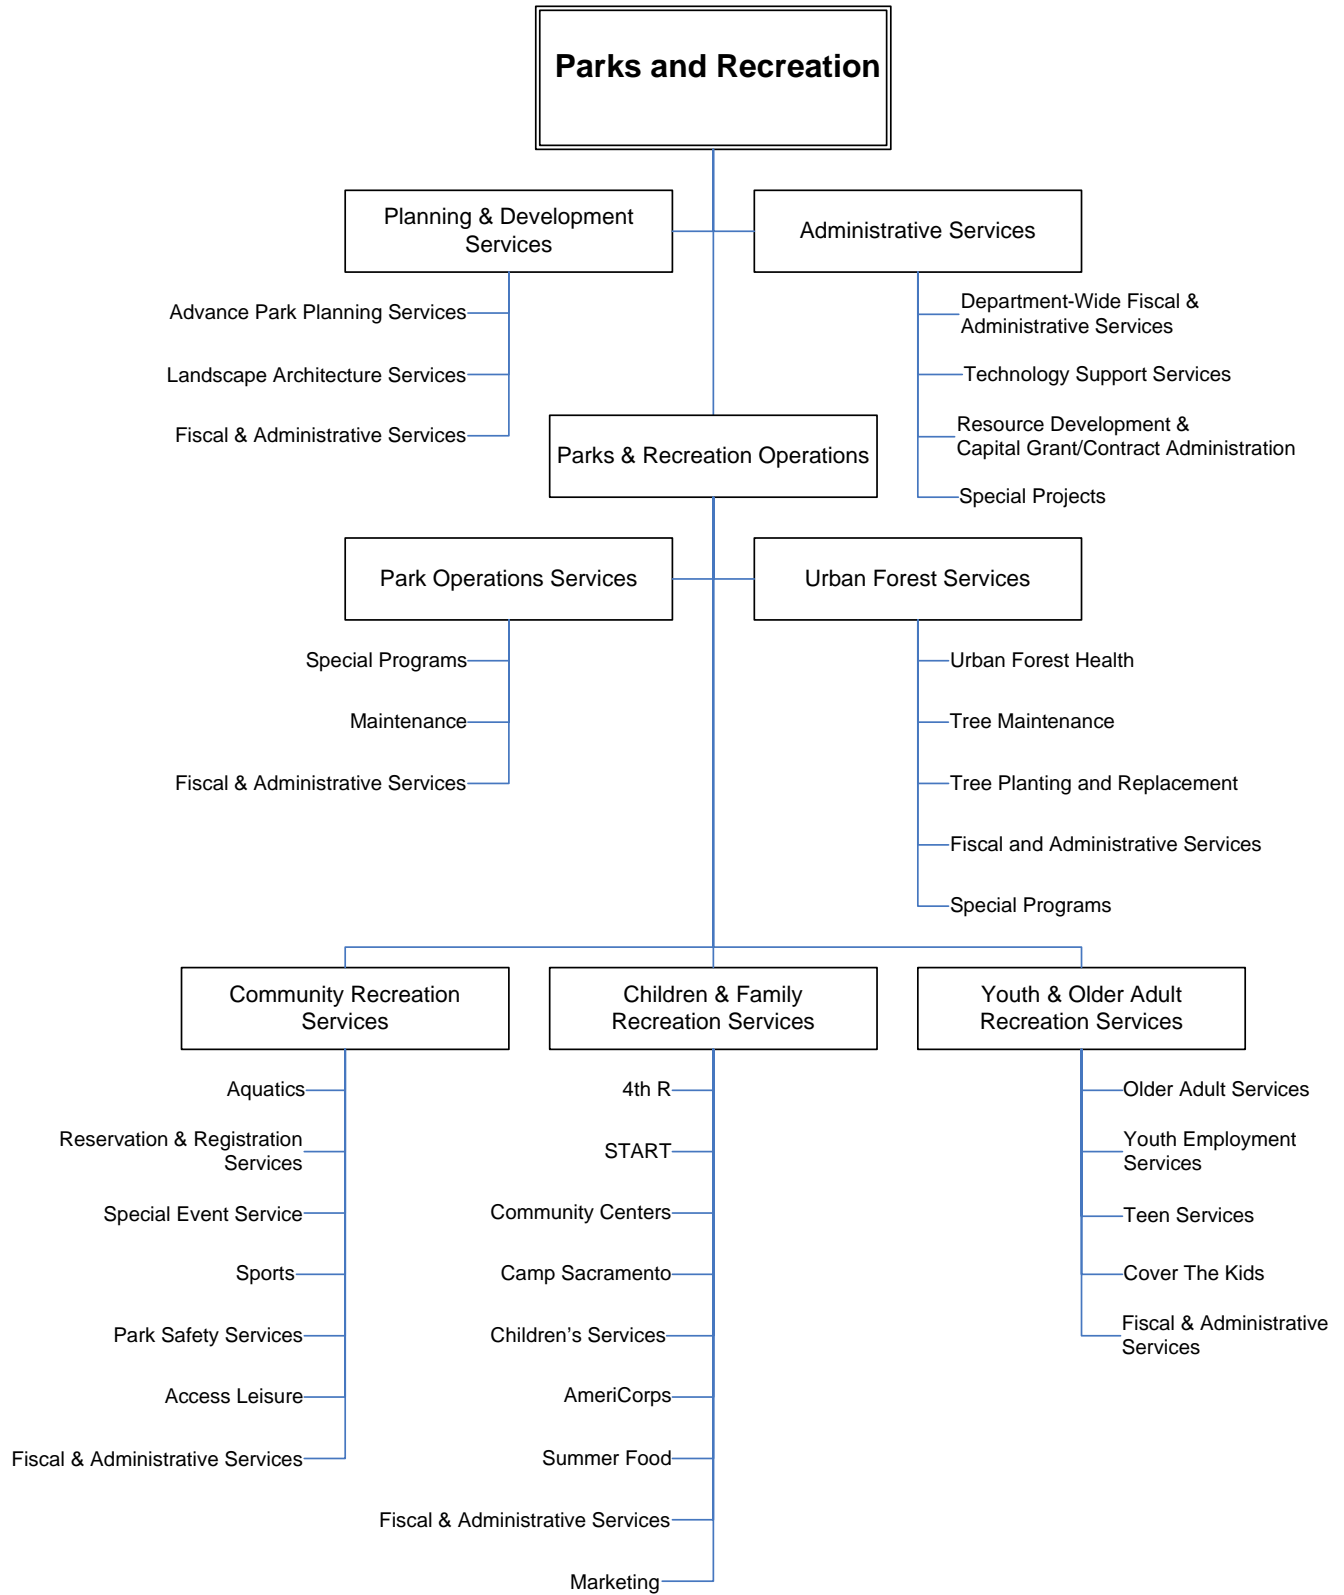 Parks and Recreation
Planning & Development
Services
Administrative Services
Advance Park Planning Services
Landscape Architecture Services
Fiscal & Administrative Services
Department-Wide Fiscal &
Administrative Services
Technology Support Services
Resource Development &
Capital Grant/Contract Administration
Special Projects
Parks & Recreation Operations
Park Operations Services
Urban Forest Services
Special Programs
Maintenance
Fiscal & Administrative Services
Urban Forest Health
Tree Maintenance
Tree Planting and Replacement
Fiscal and Administrative Services
Special Programs
Community Recreation
Services
Children & Family
Recreation Services
Youth & Older Adult
Recreation Services
Aquatics
Reservation & Registration
Services
Special Event Service
Sports
Park Safety Services
Access Leisure
Fiscal & Administrative Services
4th R
START
Community Centers
Camp Sacramento
Children’s Services
AmeriCorps
Summer Food
Fiscal & Administrative Services
Marketing
Older Adult Services
Youth Employment
Services
Teen Services
Cover The Kids
Fiscal & Administrative
Services